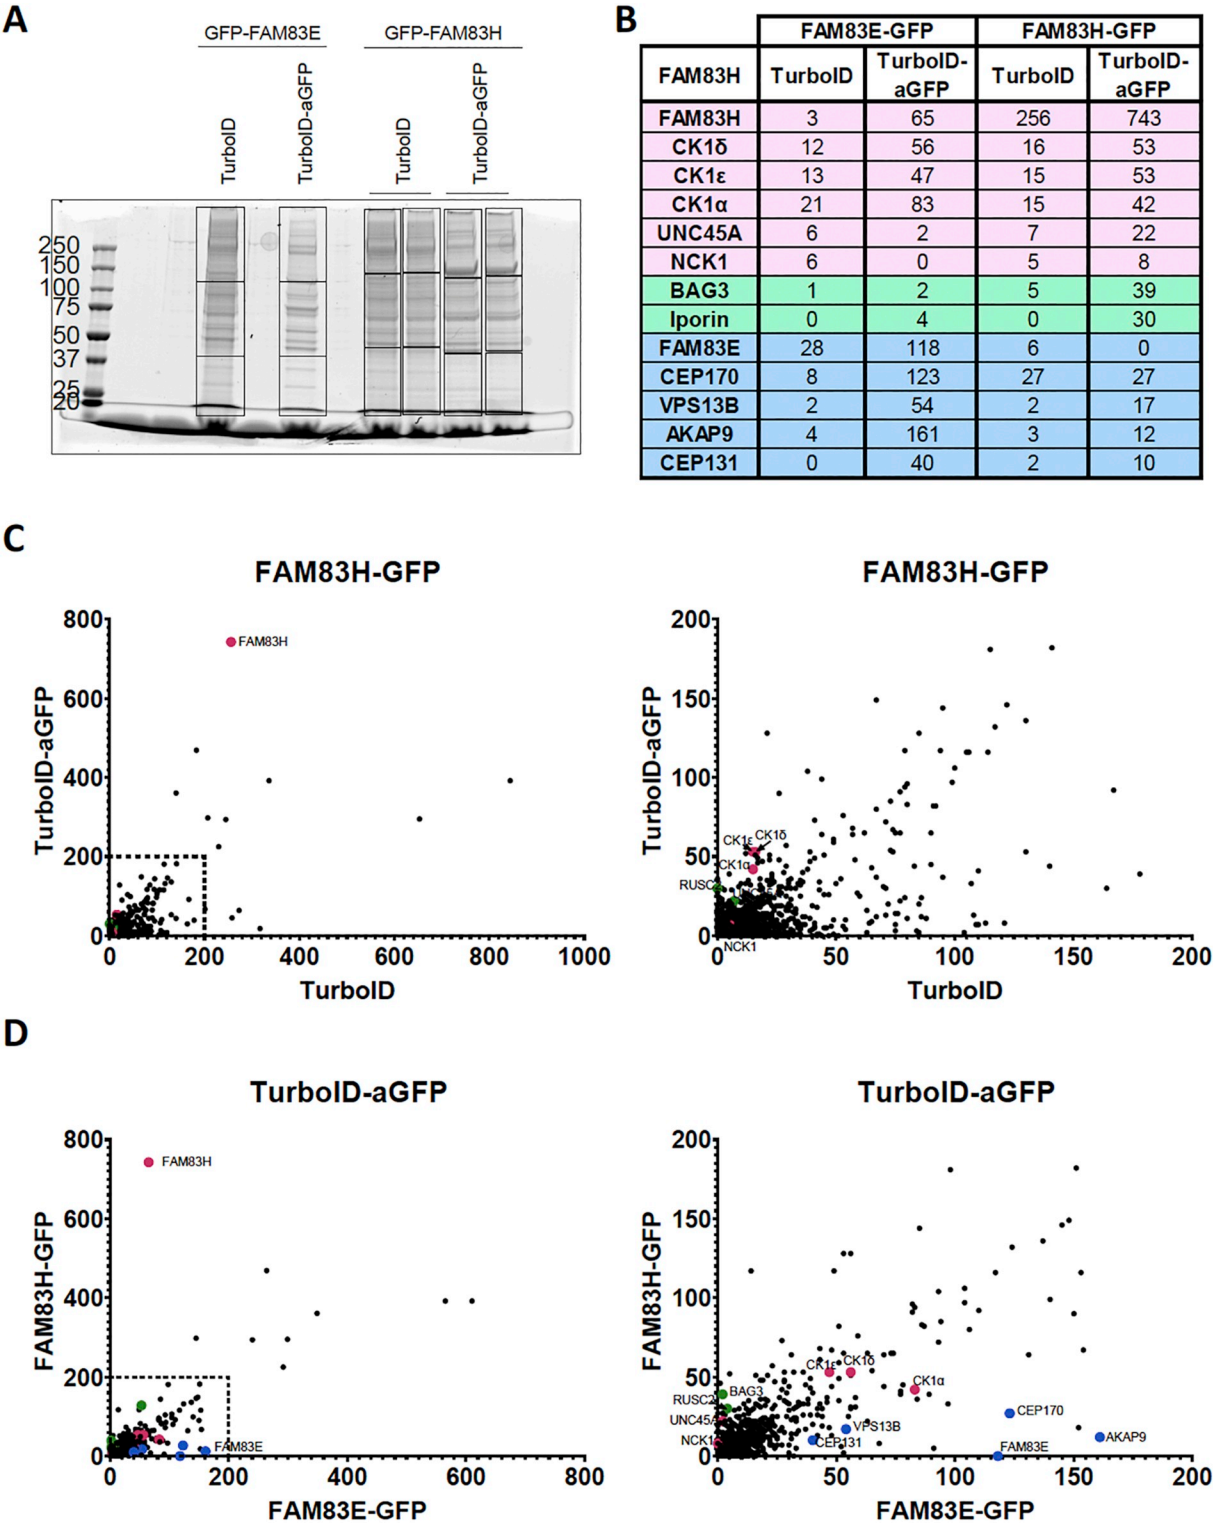 A
GFP-FAM83E
GFP-FAM83H
TurboID
TurboID-aGFP
TurboID
TurboID-aGFP
250
150
100
75
50
37
25
20
B
FAM83E-GFP FAM83H-GFP
FAM83H TurboID TurboID-aGFP TurboID TurboID-aGFP
FAM83H 3 65 256 743
CK1δ 12 56 16 53
CK1ε 13 47 15 53
CK1α 21 83 15 42
UNC45A 6 2 7 22
NCK1 6 0 5 8
BAG3 1 2 5 39
Iporin 0 4 0 30
FAM83E 28 118 6 0
CEP170 8 123 27 27
VPS13B 2 54 2 17
AKAP9 4 161 3 12
CEP131 0 40 2 10
C
FAM83H-GFP
TurboID-aGFP
800
600
400
200
0
FAM83H
0 200 400 600 800 1000
TurboID
FAM83H-GFP
TurboID-aGFP
200
150
100
50
0
CK1ε CK1δ
CK1α
RUSC2
NCK1
0 50 100 150 200
TurboID
D
TurboID-aGFP
FAM83H-GFP
800
600
400
200
0
FAM83H
FAM83E
0 200 400 600 800
FAM83E-GFP
TurboID-aGFP
FAM83H-GFP
200
150
100
50
0
CK1ε CK1δ
CK1α
BAG3
RUSC2
UNC45A
NCK1
VPS13B
CEP131
CEP170
FAM83E
AKAP9
0 50 100 150 200
FAM83E-GFP